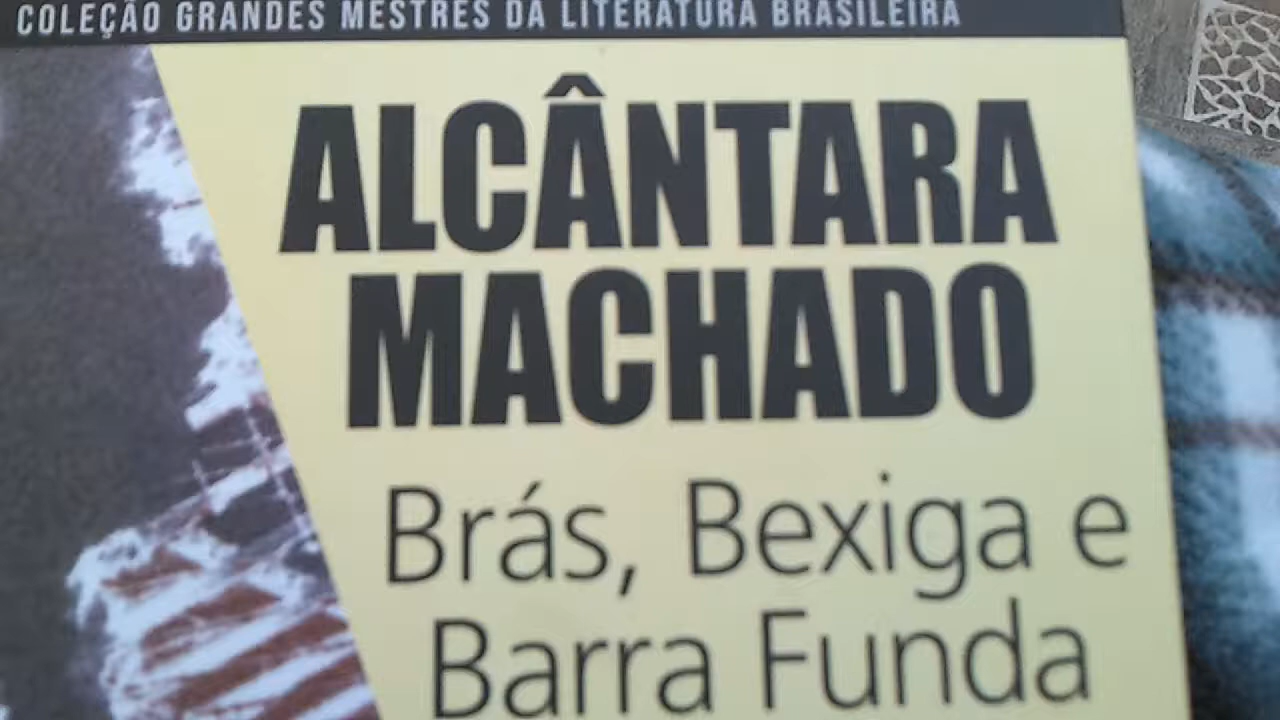 COLEÇÃO GRANDES MESTRES DA LITERATURA BRASILEIRA
ALCÂNTARA
MACHADO
Brás, Bexiga e
Barra Funda